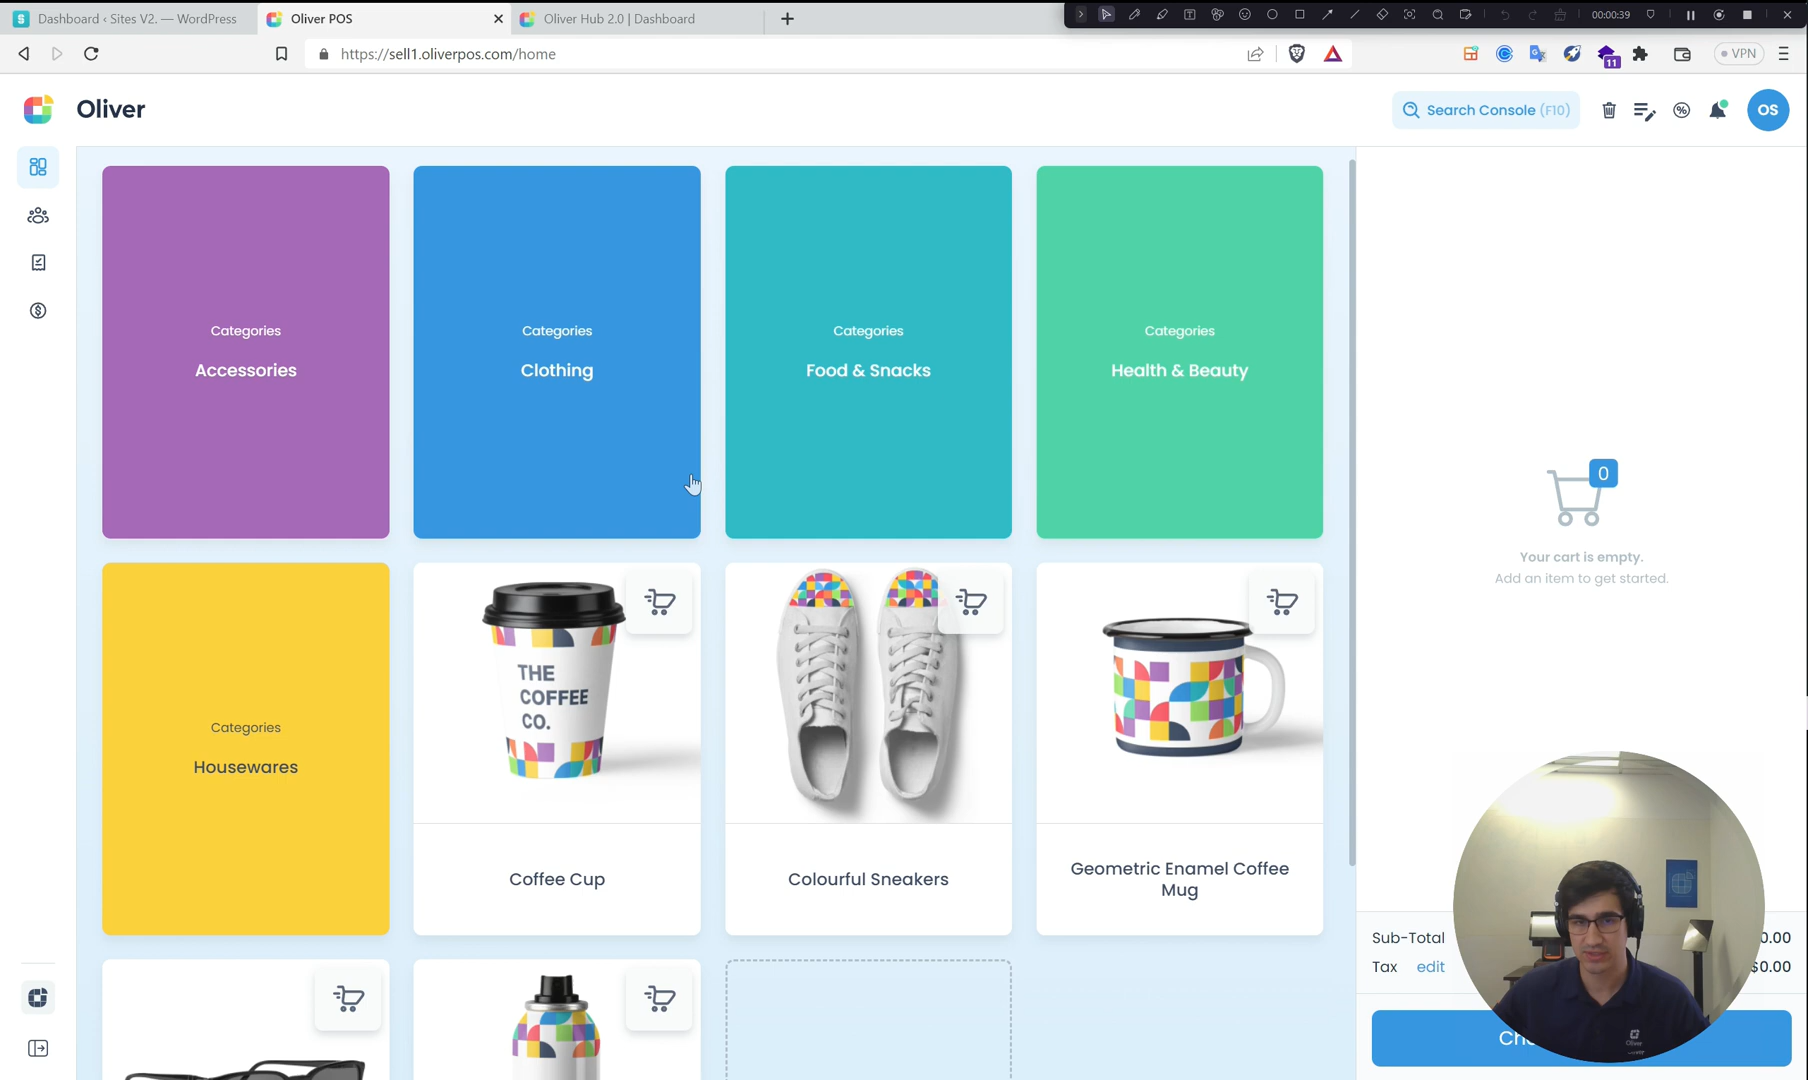 Dashboard ‹ Sites V2. — WordPress
Oliver POS
Oliver Hub 2.0 | Dashboard
00:00:39
https://sell1.oliverpos.com/home
11
VPN
Oliver
Search Console (F10)
OS
Categories
Accessories
Categories
Clothing
Categories
Food & Snacks
Categories
Health & Beauty
0
Your cart is empty.
Add an item to get started.
Categories
Housewares
THE
COFFEE
CO.
Coffee Cup
Colourful Sneakers
Geometric Enamel Coffee
Mug
Sub-Total
0.00
Tax edit
$0.00